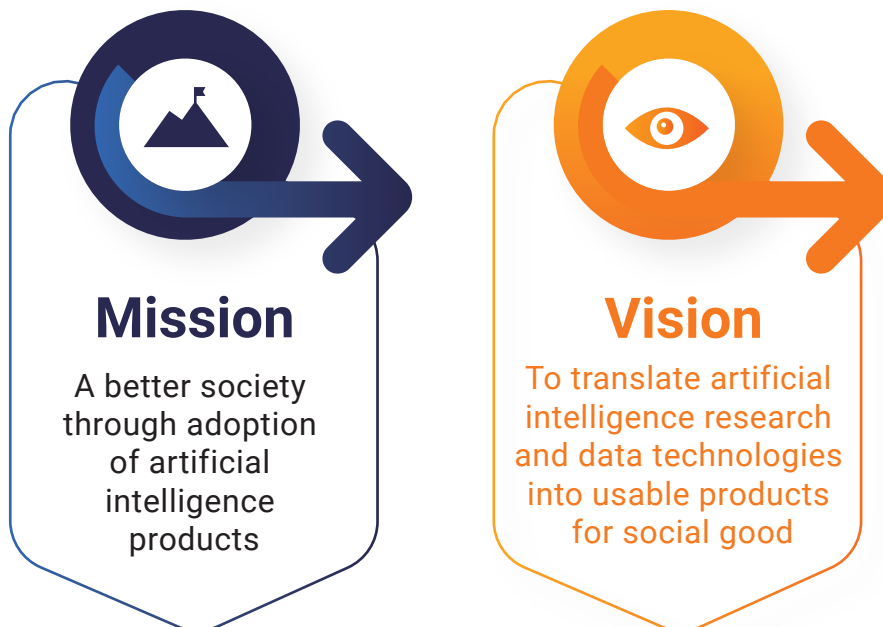 Mission
A better society
through adoption
of artificial
intelligence
products
Vision
To translate artificial
intelligence research
and data technologies
into usable products
for social good